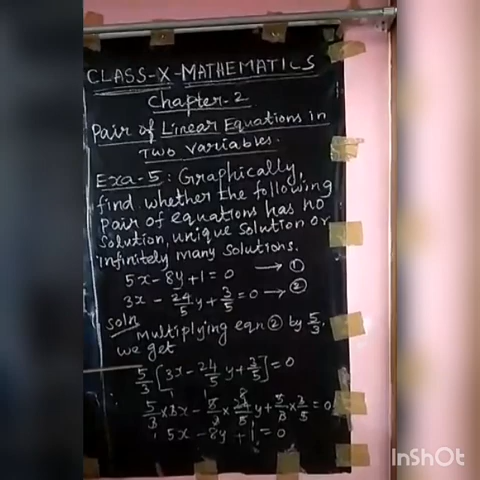 CLASS-X-MATHEMATICS
Chapter-2
Pair of Linear Equations in
Two variables.
Exa-5: Graphically,
find whether the following
pair of equations has no
solution, unique solution or
infinitely many solutions.
5x - 8y + 1 = 0 → ①
3x - 24/5 y + 3/5 = 0 → ②
Soln
Multiplying eqn ② by 5/3.
we get
5/3 [3x - 24/5 y + 3/5] = 0
5/3 × 3x - 5/3 × 24/5 y + 5/3 × 3/5 = 0
5x - 8y + 1 = 0
InShOt